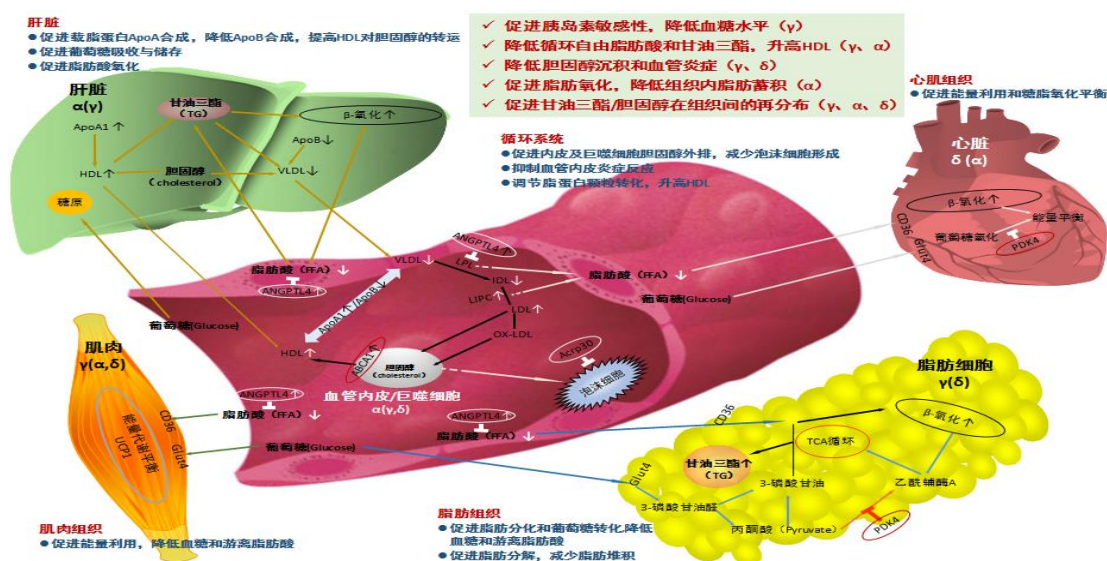 肝脏
●促进载脂蛋白ApoA合成，降低ApoB合成，提高HDL对胆固醇的转运
●促进葡萄糖吸收与储存
●促进脂肪酸氧化
✓ 促进胰岛素敏感性，降低血糖水平（γ）
✓ 降低循环自由脂肪酸和甘油三酯，升高HDL（γ、α）
✓ 降低胆固醇沉积和血管炎症（γ、δ）
✓ 促进脂肪氧化，降低组织内脂肪蓄积（α）
✓ 促进甘油三酯/胆固醇在组织间的再分布（γ、α、δ）
心肌组织
●促进能量利用和糖脂氧化平衡
肝脏
α(γ)
甘油三酯
（TG）
β-氧化↑
ApoA1↑
ApoB↓
HDL↑
胆固醇
（cholesterol）
VLDL↓
糖原
循环系统
●促进内皮及巨噬细胞胆固醇外排，减少泡沫细胞形成
●抑制血管内皮炎症反应
●调节脂蛋白颗粒转化，升高HDL
心脏
δ(α)
β-氧化↑
能量平衡
葡萄糖氧化
PDK4
CD36
Glut4
脂肪酸（FFA）↓
ANGPTL4↑
VLDL↓
ANGPTL4↑
LPL
IDL↓
LIPC↑
LDL↑
OX-LDL
脂肪酸（FFA）↓
葡萄糖(Glucose)
葡萄糖(Glucose)
ApoA1↑/ApoB↓
HDL↑
ABCA1↑
胆固醇
（cholesterol）
Acrp30
泡沫细胞
血管内皮/巨噬细胞
α(γ,δ)
ANGPTL4↑
脂肪酸（FFA）↓
ANGPTL4↑
脂肪酸（FFA）↓
葡萄糖(Glucose)
肌肉
γ(α,δ)
能量代谢平衡
UCP1
CD36
Glut4
肌肉组织
●促进能量利用，降低血糖和游离脂肪酸
脂肪细胞
γ(δ)
CD36
β-氧化↑
TCA循环
甘油三酯↑
（TG）
3-磷酸甘油
乙酰辅酶A
Glut4
3-磷酸甘油醛
丙酮酸（Pyruvate）
PDK4
脂肪组织
●促进脂肪分化和葡萄糖转化,降低
血糖和游离脂肪酸
●促进脂肪分解，减少脂肪堆积